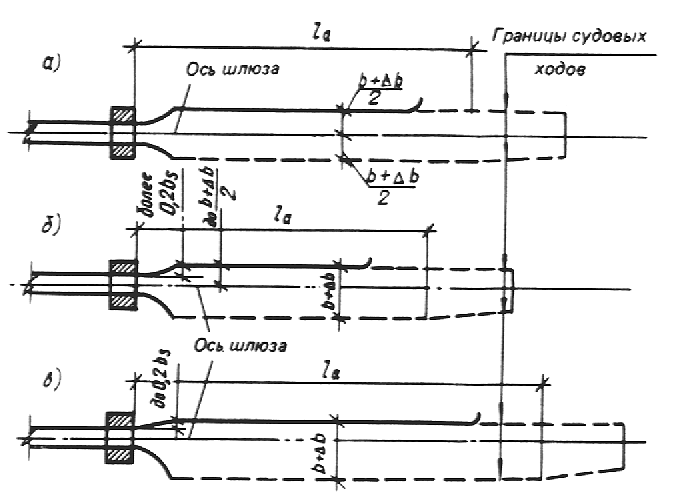 lа
Границы судовых
ходов
а)
Ось шлюза
b+Δb
2
b+Δb
2
более
0,2bs
до b+Δb
2
б)
lа
b+Δb
Ось шлюза
в)
до 0,2bs
lа
b+Δb